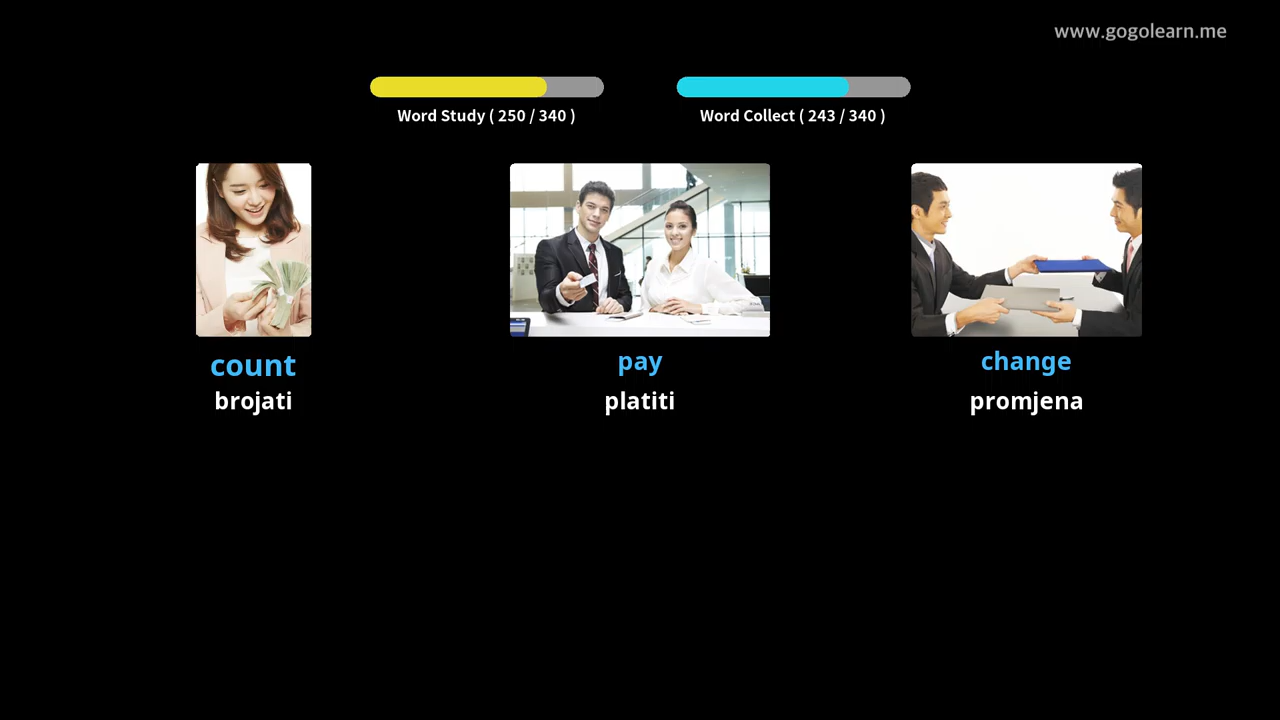 www.gogolearn.me
Word Study ( 250 / 340 )
Word Collect ( 243 / 340 )
count
pay
change
brojati
platiti
promjena